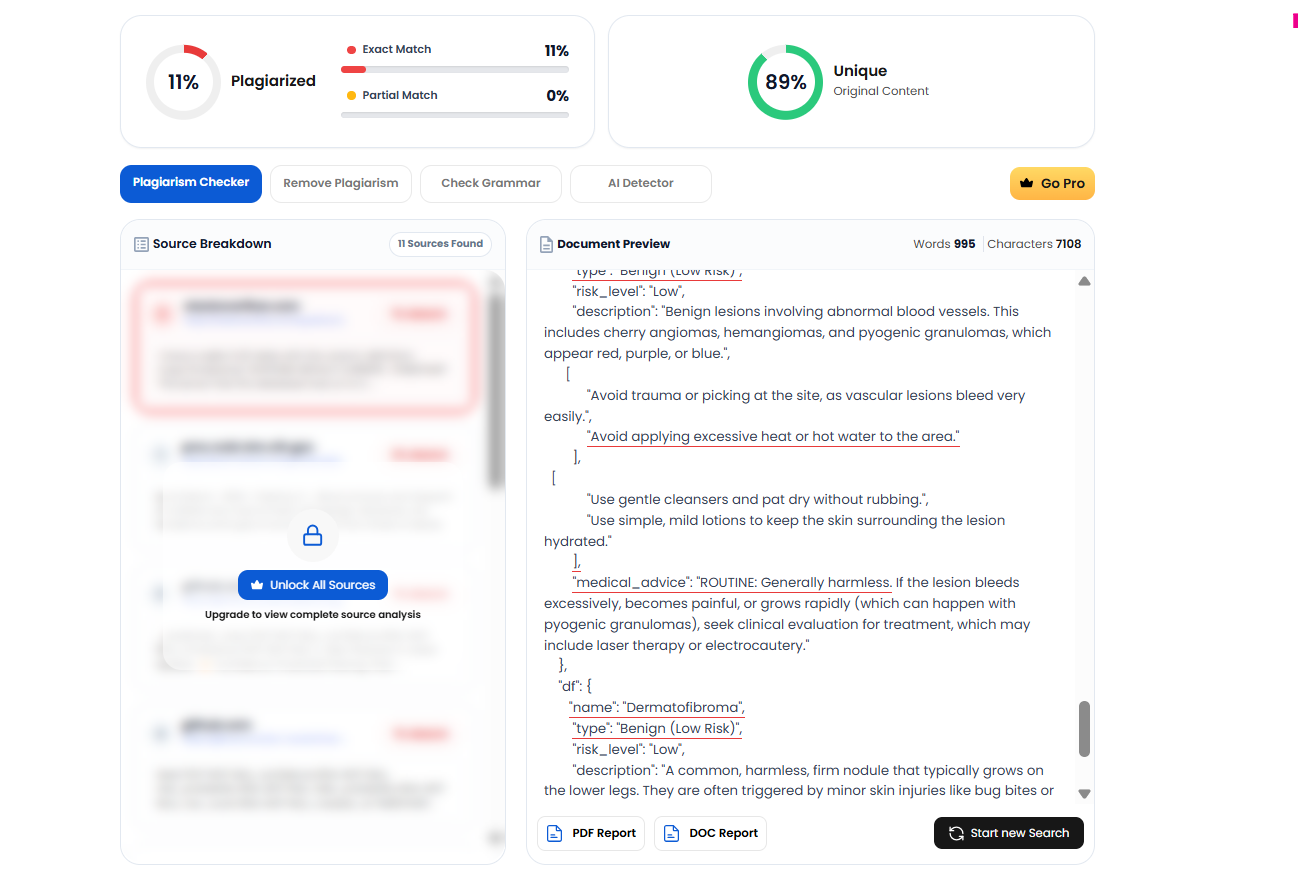 11%
Plagiarized
Exact Match 11%
Partial Match 0%
89%
Unique
Original Content
Plagiarism Checker
Remove Plagiarism
Check Grammar
AI Detector
Go Pro
Source Breakdown
11 Sources Found
Unlock All Sources
Upgrade to view complete source analysis
Document Preview
Words 995
Characters 7108
"type": "Benign (Low Risk)",
"risk_level": "Low",
"description": "Benign lesions involving abnormal blood vessels. This
includes cherry angiomas, hemangiomas, and pyogenic granulomas, which
appear red, purple, or blue.",
[
"Avoid trauma or picking at the site, as vascular lesions bleed very
easily.",
"Avoid applying excessive heat or hot water to the area."
],
[
"Use gentle cleansers and pat dry without rubbing.",
"Use simple, mild lotions to keep the skin surrounding the lesion
hydrated."
],
"medical_advice": "ROUTINE: Generally harmless. If the lesion bleeds
excessively, becomes painful, or grows rapidly (which can happen with
pyogenic granulomas), seek clinical evaluation for treatment, which may
include laser therapy or electrocautery."
},
"df": {
"name": "Dermatofibroma",
"type": "Benign (Low Risk)",
"risk_level": "Low",
"description": "A common, harmless, firm nodule that typically grows on
the lower legs. They are often triggered by minor skin injuries like bug bites or
PDF Report
DOC Report
Start new Search